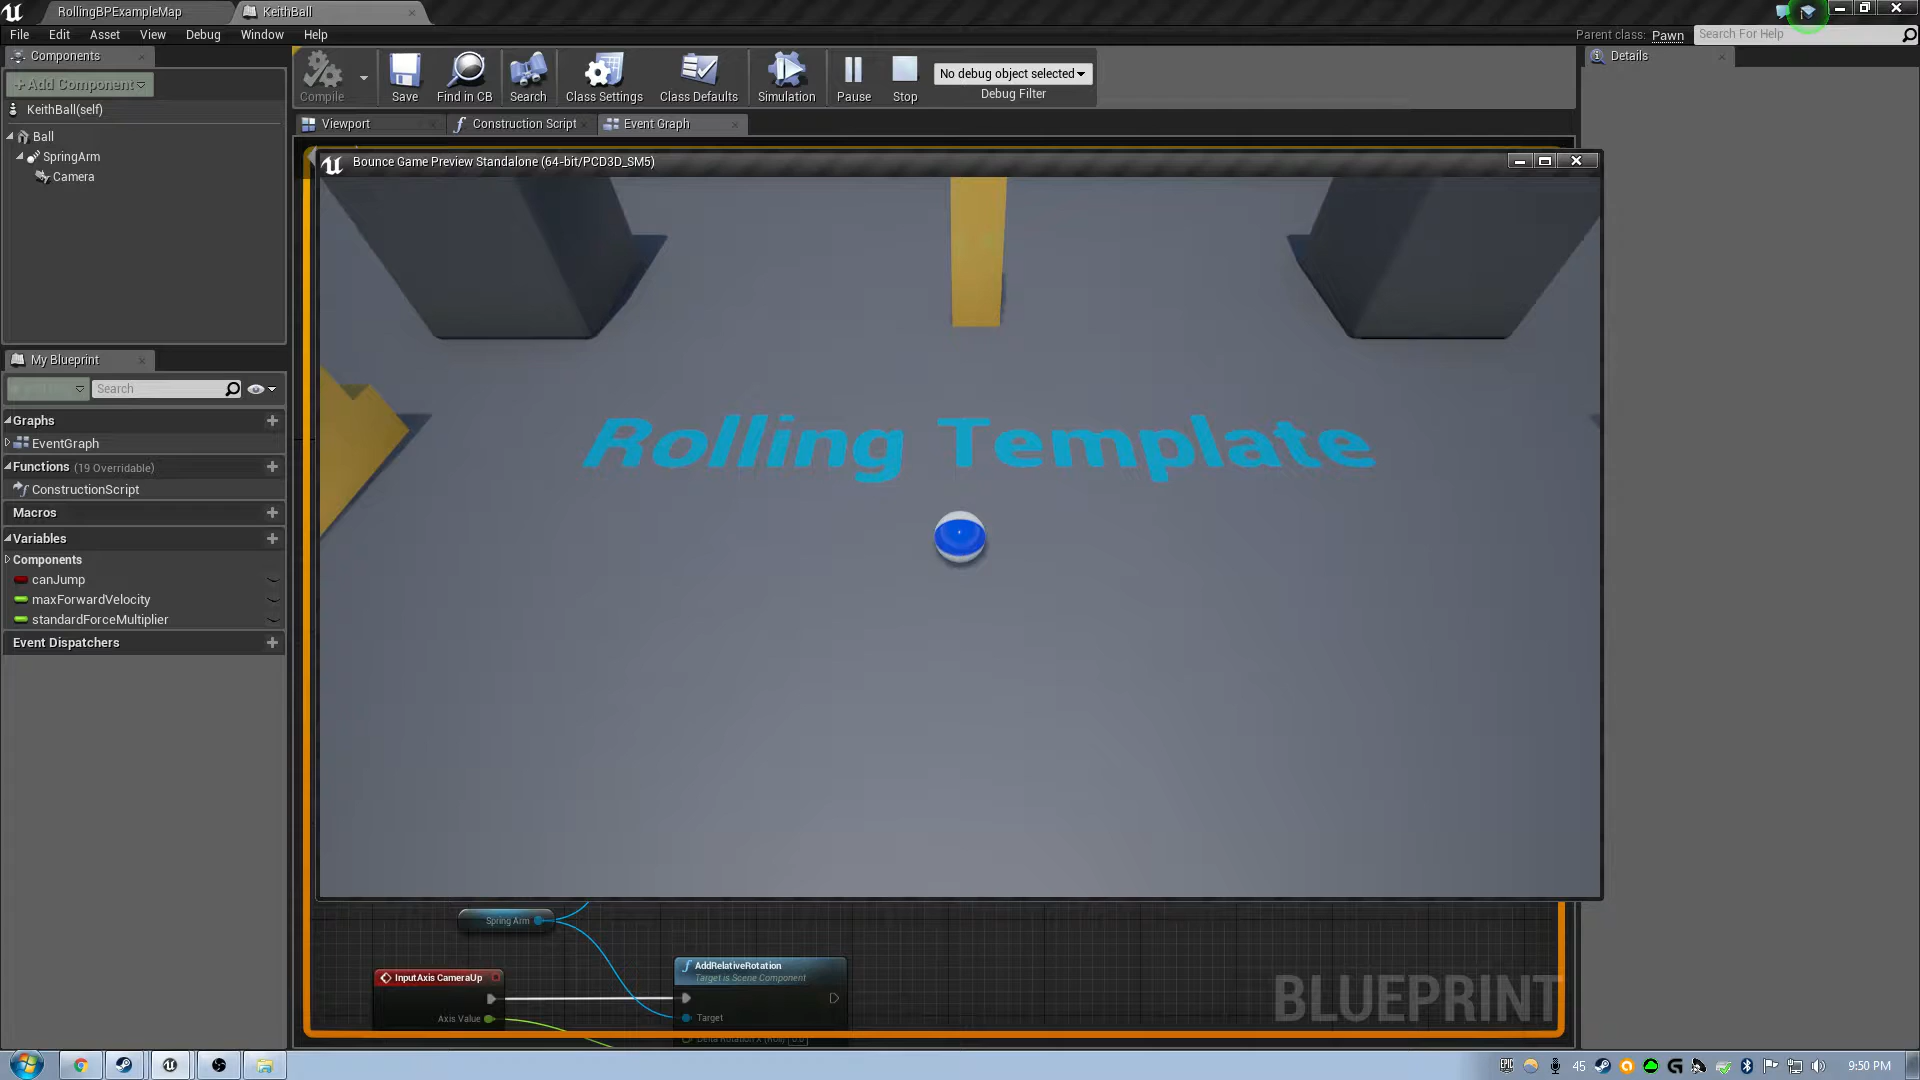 RollingBPExampleMap
KeithBall
File Edit Asset View Debug Window Help
Parent class: Pawn
Search For Help
Components
+Add Component
KeithBall(self)
Ball
SpringArm
Camera
Compile
Save
Find in CB
Search
Class Settings
Class Defaults
Simulation
Pause
Stop
No debug object selected
Debug Filter
Details
Viewport
Construction Script
Event Graph
Bounce Game Preview Standalone (64-bit/PCD3D_SM5)
Rolling Template
My Blueprint
Search
Graphs
EventGraph
Functions (19 Overridable)
ConstructionScript
Macros
Variables
Components
canJump
maxForwardVelocity
standardForceMultiplier
Event Dispatchers
Spring Arm
InputAxis CameraUp
Axis Value
AddRelativeRotation
Target is Scene Component
Target
BLUEPRINT
EPIC
45
9:50 PM